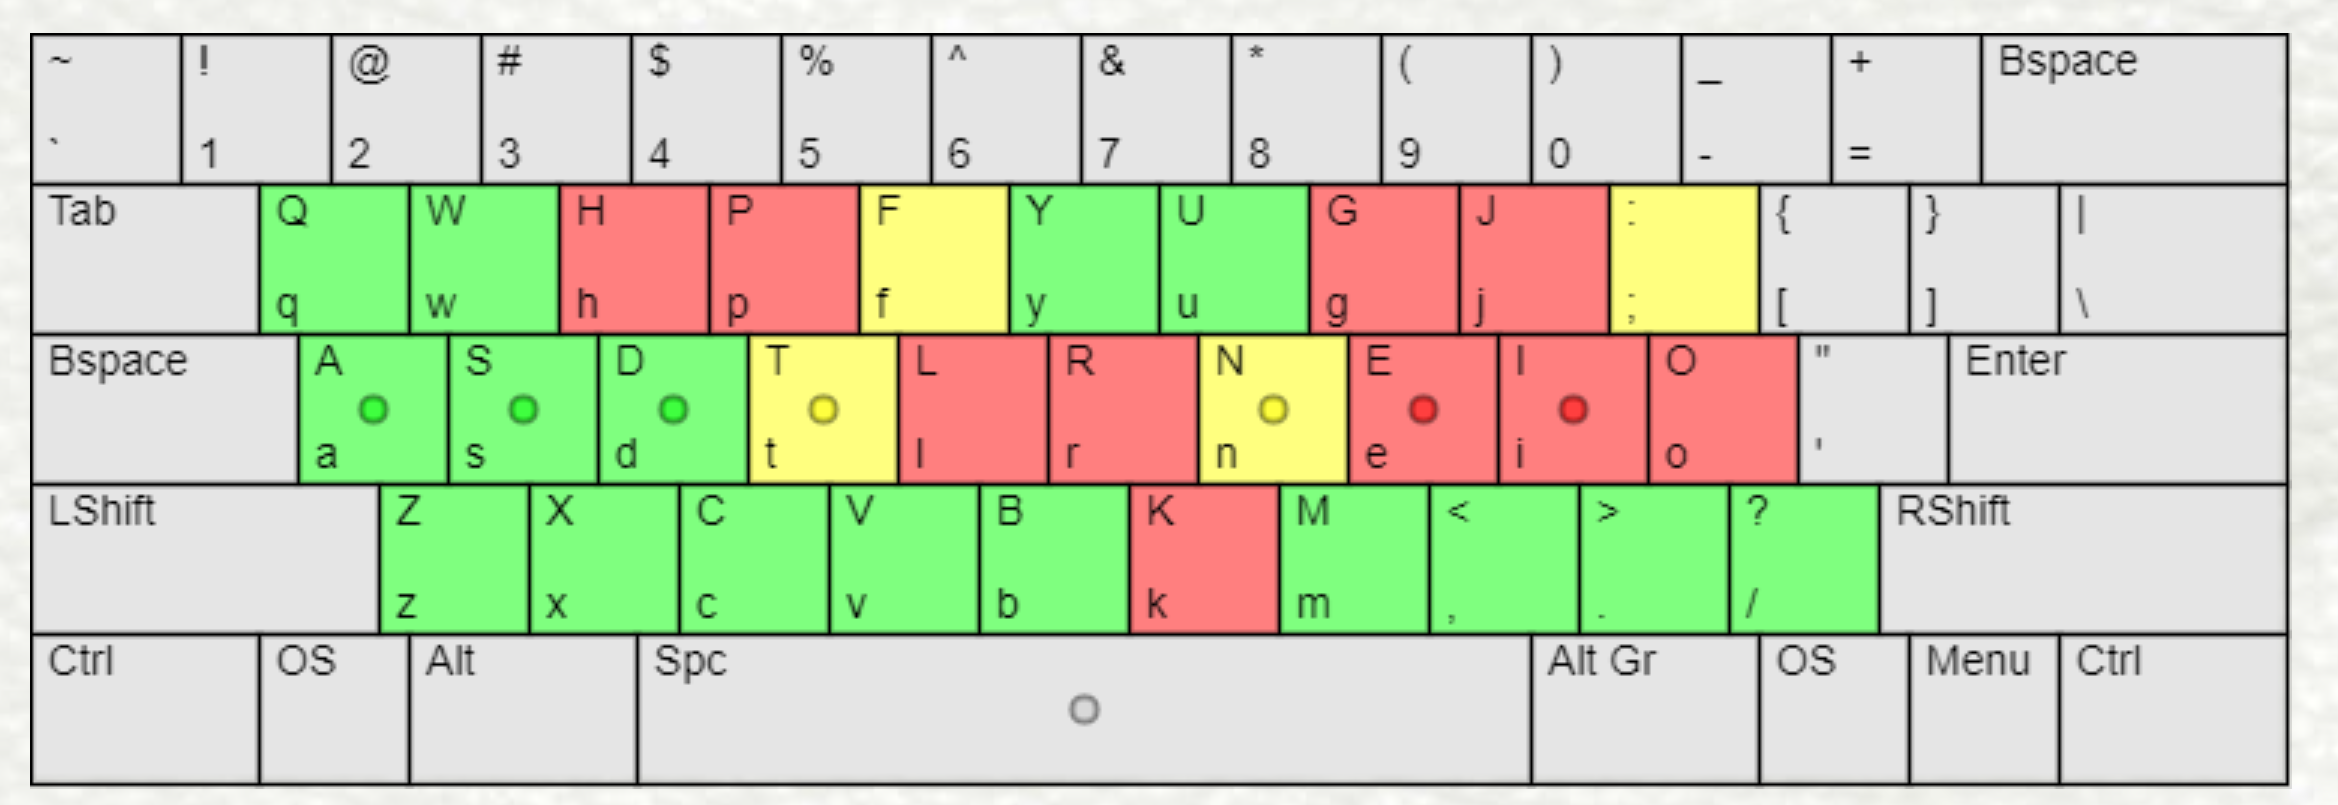 ~ ! @ # $ % ^ & * ( ) _ + Bspace
` 1 2 3 4 5 6 7 8 9 0 - =
Tab Q W H P F Y U G J : { } |
q w h p f y u g j ; [ ] \
Bspace A S D T L R N E I O " Enter
a s d t l r n e i o '
LShift Z X C V B K M < > ? RShift
z x c v b k m , . /
Ctrl OS Alt Spc Alt Gr OS Menu Ctrl